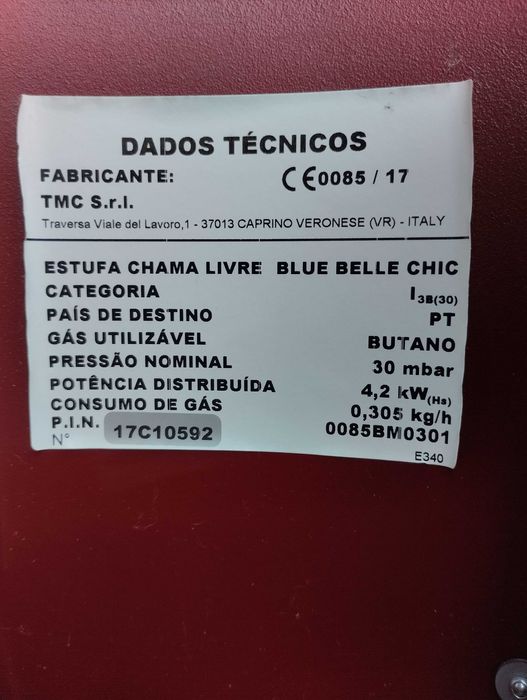 DADOS TÉCNICOS
FABRICANTE: CE0085 / 17
TMC S.r.l.
Traversa Viale del Lavoro,1 - 37013 CAPRINO VERONESE (VR) - ITALY
ESTUFA CHAMA LIVRE BLUE BELLE CHIC
CATEGORIA I3B(30)
PAÍS DE DESTINO PT
GÁS UTILIZÁVEL BUTANO
PRESSÃO NOMINAL 30 mbar
POTÊNCIA DISTRIBUÍDA 4,2 kW(Hs)
CONSUMO DE GÁS 0,305 kg/h
P.I.N. 0085BM0301
N° 17C10592
E340